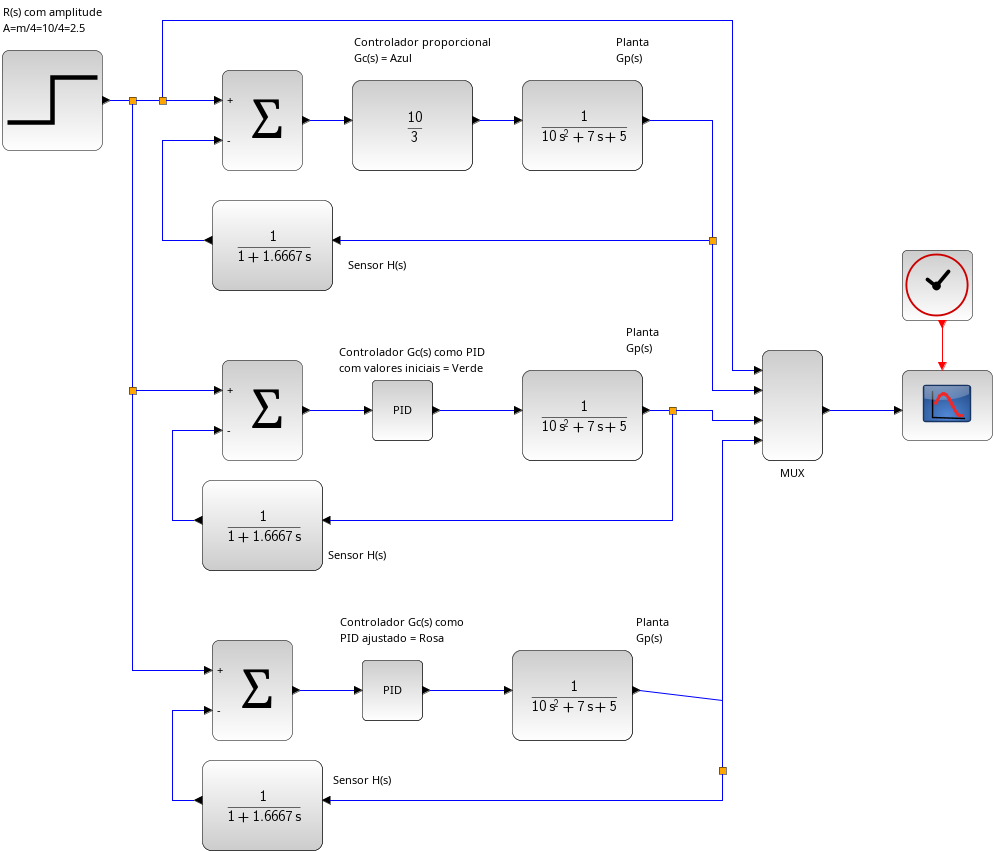 R(s) com amplitude
A=m/4=10/4=2.5
Controlador proporcional
Gc(s) = Azul
Planta
Gp(s)
+
-
Σ
10
3
1
10 s² + 7 s + 5
1
1 + 1.6667 s
Sensor H(s)
Controlador Gc(s) como PID
com valores iniciais = Verde
Planta
Gp(s)
+
-
Σ
PID
1
10 s² + 7 s + 5
MUX
1
1 + 1.6667 s
Sensor H(s)
Controlador Gc(s) como
PID ajustado = Rosa
Planta
Gp(s)
+
-
Σ
PID
1
10 s² + 7 s + 5
Sensor H(s)
1
1 + 1.6667 s